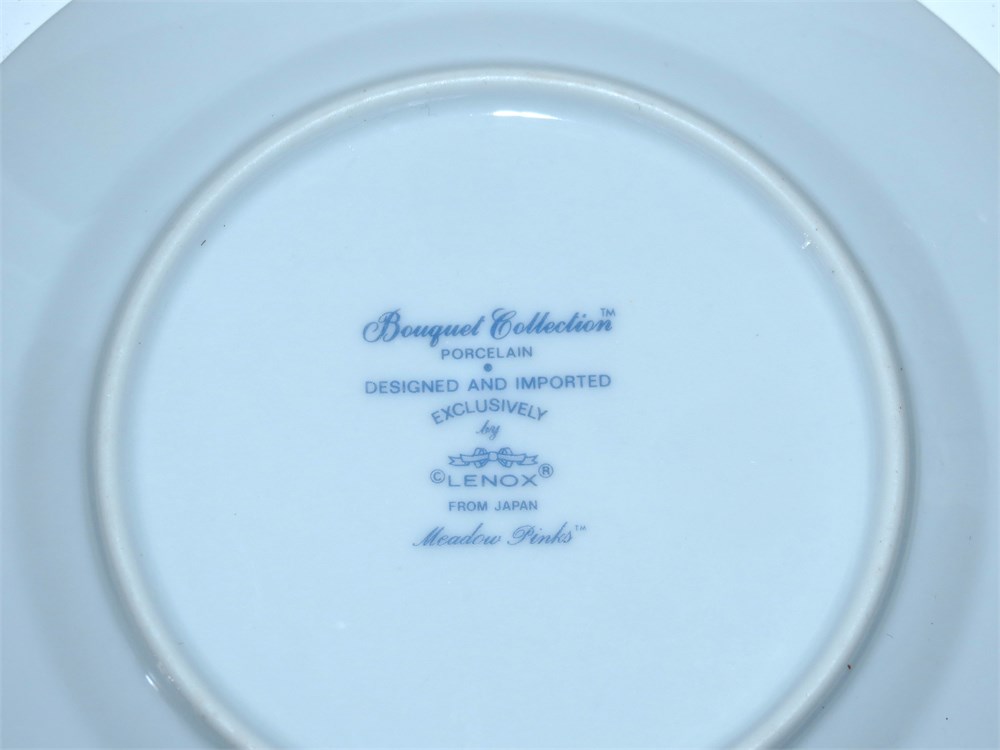 Bouquet Collection™
PORCELAIN
•
DESIGNED AND IMPORTED
EXCLUSIVELY
by
©LENOX®
FROM JAPAN
Meadow Pinks™